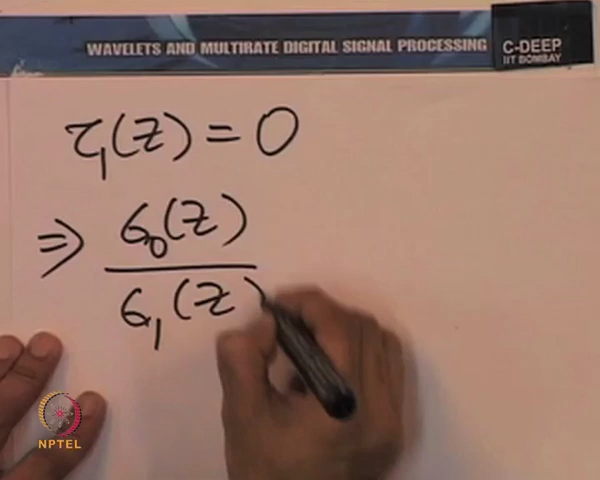 WAVELETS AND MULTIRATE DIGITAL SIGNAL PROCESSING
C-DEEP
IIT BOMBAY
τ₁(Z) = 0
⇒ G₀(Z)
G₁(Z)
NPTEL